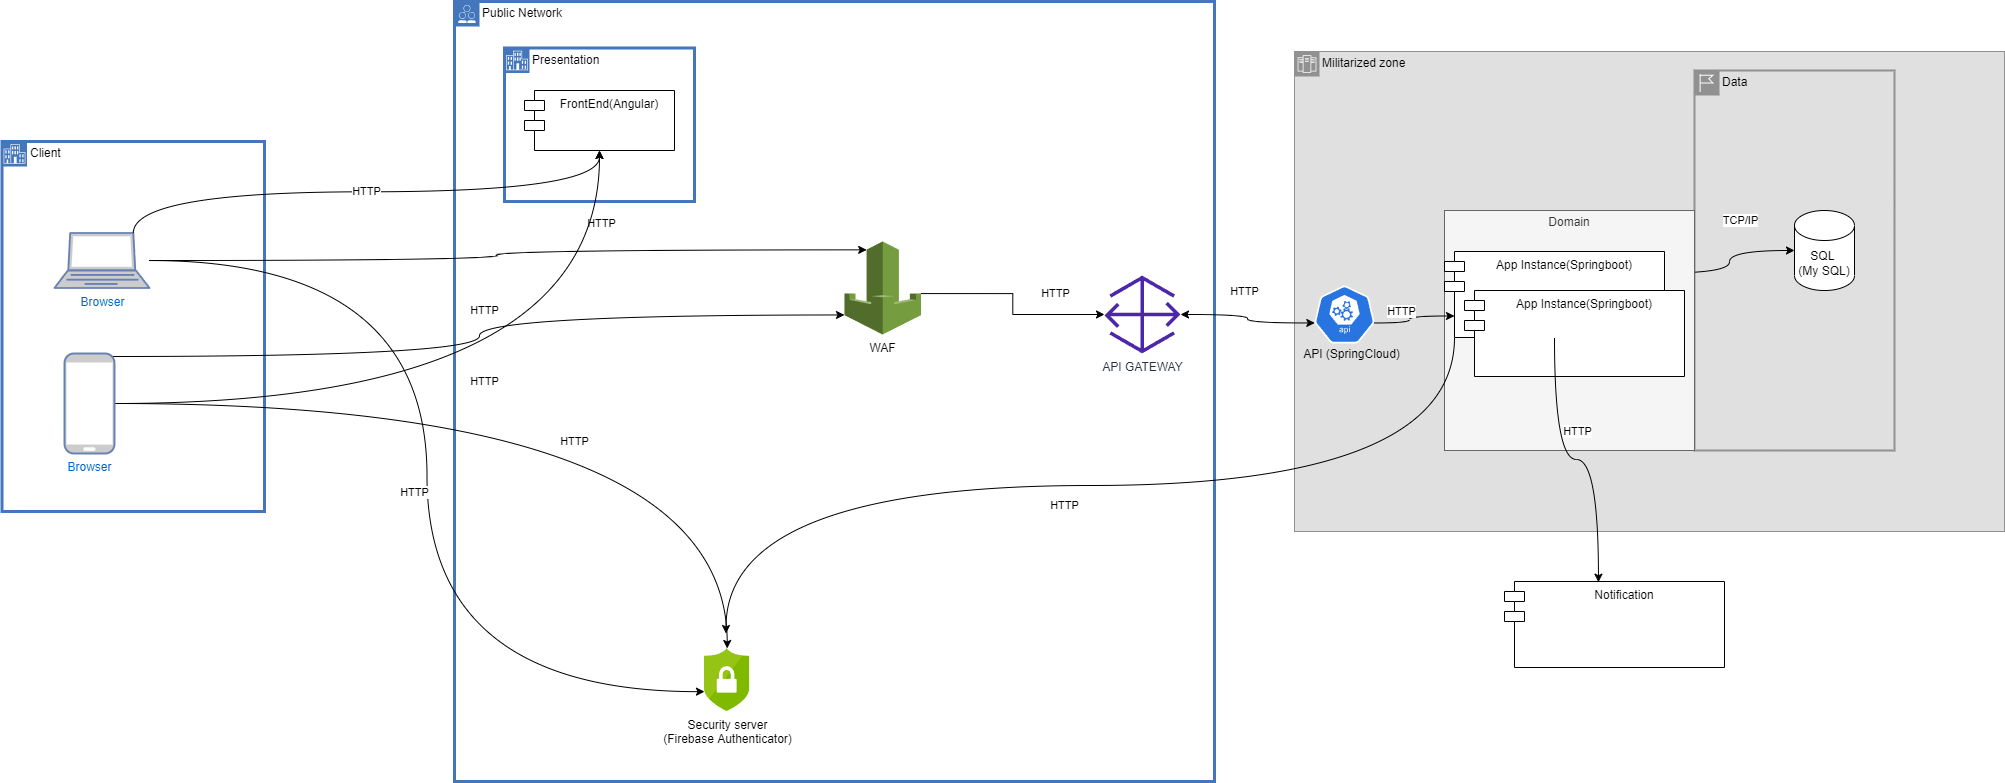 Public Network
Presentation
FrontEnd(Angular)
Client
HTTP
HTTP
Browser
HTTP
HTTP
Browser
HTTP
HTTP
WAF
HTTP
API GATEWAY
HTTP
HTTP
Security server
(Firebase Authenticator)
Militarized zone
Data
Domain
TCP/IP
App Instance(Springboot)
App Instance(Springboot)
SQL
(My SQL)
api
HTTP
API (SpringCloud)
HTTP
Notification